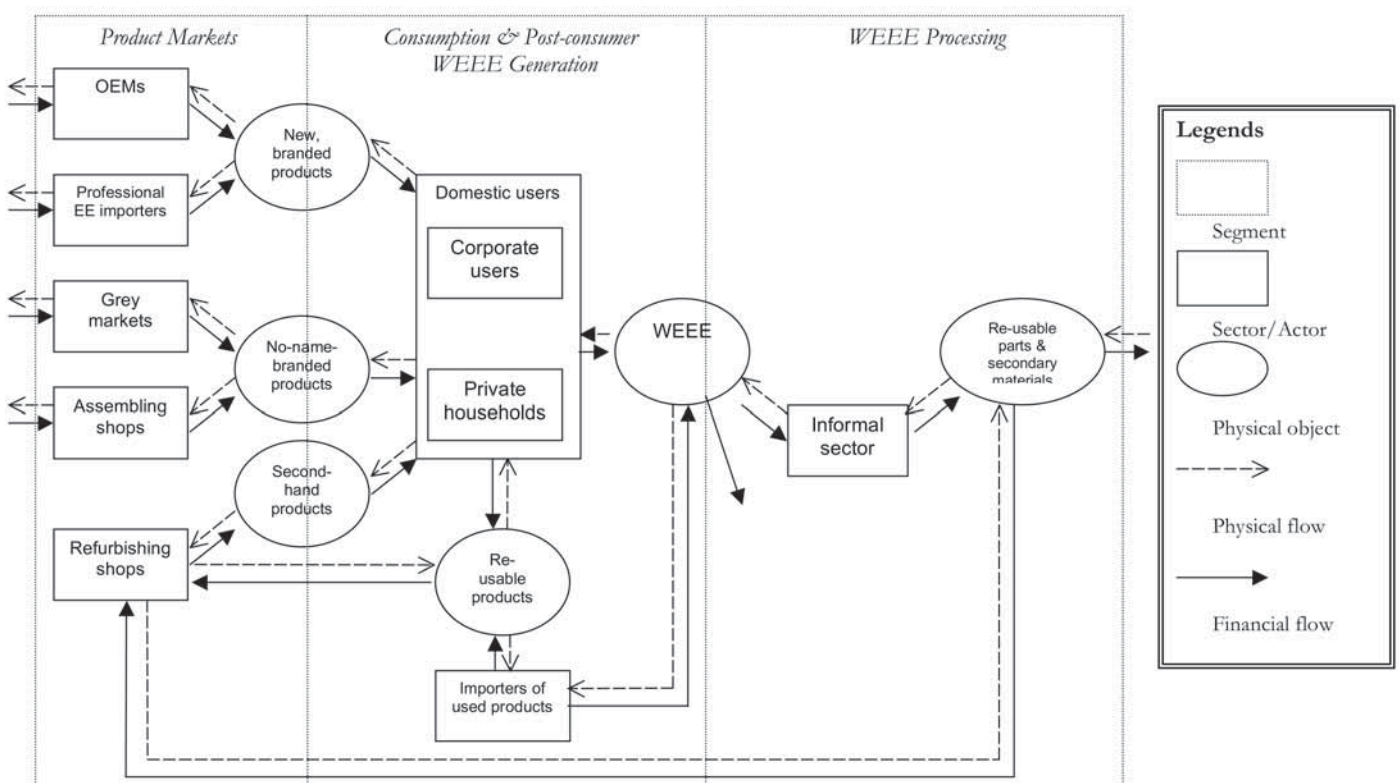 Product Markets
Consumption & Post-consumer
WEEE Generation
WEEE Processing
OEMs
New,
branded
products
Professional
EE importers
Domestic users
Corporate
users
Grey
markets
No-name-
branded
products
Private
households
Assembling
shops
Second-
hand
products
Refurbishing
shops
Re-
usable
products
Importers of
used products
WEEE
Informal
sector
Re-usable
parts &
secondary
materials
Legends
Segment
Sector/Actor
Physical object
Physical flow
Financial flow